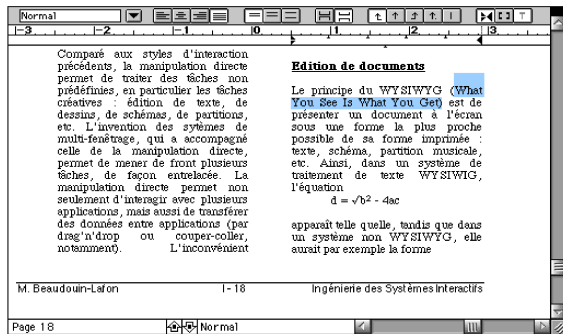 Normal
-3 -2 -1 0 1 2 3
Comparé aux styles d'interaction
précédents, la manipulation directe
permet de traiter des tâches non
prédéfinies, en particulier les tâches
créatives : édition de texte, de
dessins, de schémas, de partitions,
etc. L'invention des sytèmes de
multi-fenêtrage, qui a accompagné
celle de la manipulation directe,
permet de mener de front plusieurs
tâches, de façon entrelacée. La
manipulation directe permet non
seulement d'interagir avec plusieurs
applications, mais aussi de transférer
des données entre applications (par
drag'n'drop ou couper-coller,
notamment). L'inconvénient
Edition de documents
Le principe du WYSIWYG (What
You See Is What You Get) est de
présenter un document à l'écran
sous une forme la plus proche
possible de sa forme imprimée :
texte, schéma, partition musicale,
etc. Ainsi, dans un système de
traitement de texte WYSIWIG,
l'équation
d = √b² - 4ac
apparaît telle quelle, tandis que dans
un système non WYSIWYG, elle
aurait par exemple la forme
M. Beaudouin-Lafon I - 18 Ingénierie des Systèmes Interactifs
Page 18 Normal